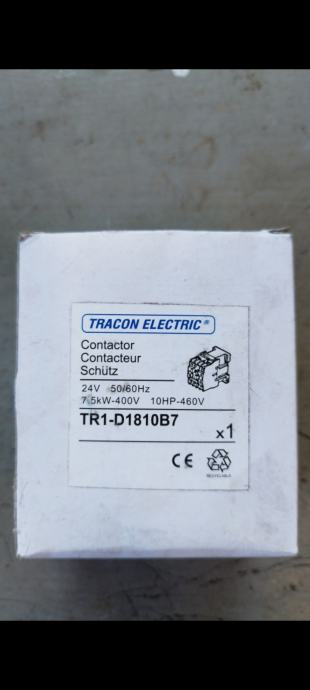 TRACON ELECTRIC®
Contactor
Contacteur
Schütz
24V 50/60Hz
7.5kW-400V 10HP-460V
TR1-D1810B7
x1
CE
RECYCLABLE